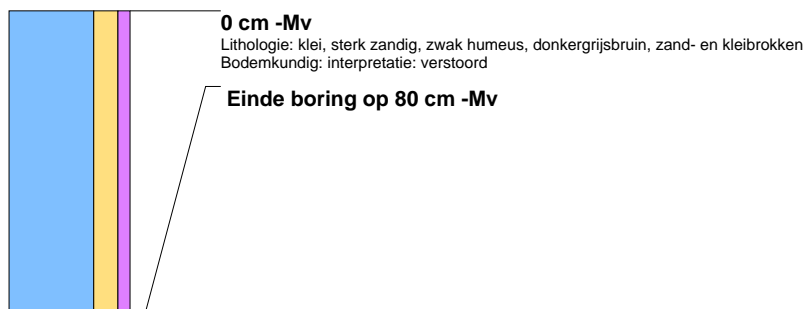 0 cm -Mv
Lithologie: klei, sterk zandig, zwak humeus, donkergrijsbruin, zand- en kleibrokken
Bodemkundig: interpretatie: verstoord
Einde boring op 80 cm -Mv